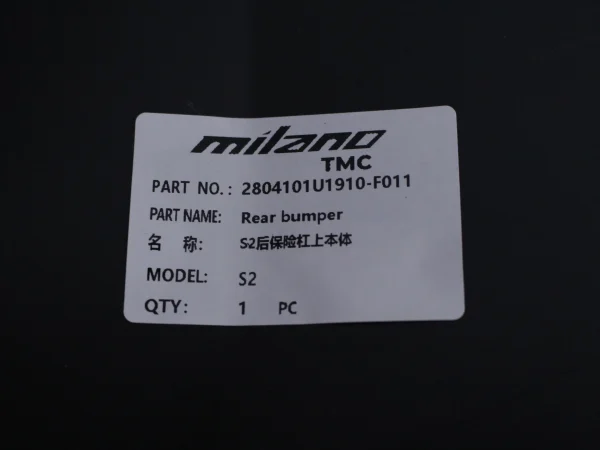 milano
TMC
PART NO.: 2804101U1910-F011
PART NAME: Rear bumper
名 称: S2后保险杠上本体
MODEL: S2
QTY: 1 PC